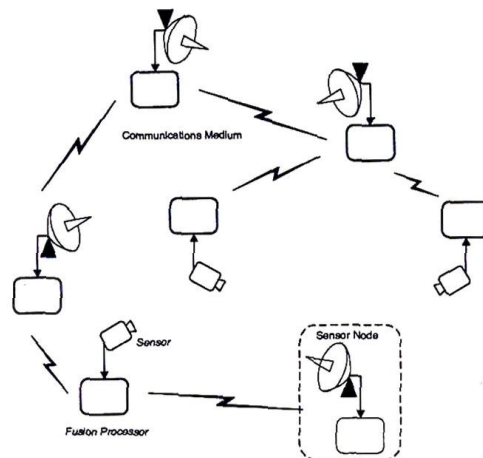 Communications Medium
Sensor
Sensor Node
Fusion Processor